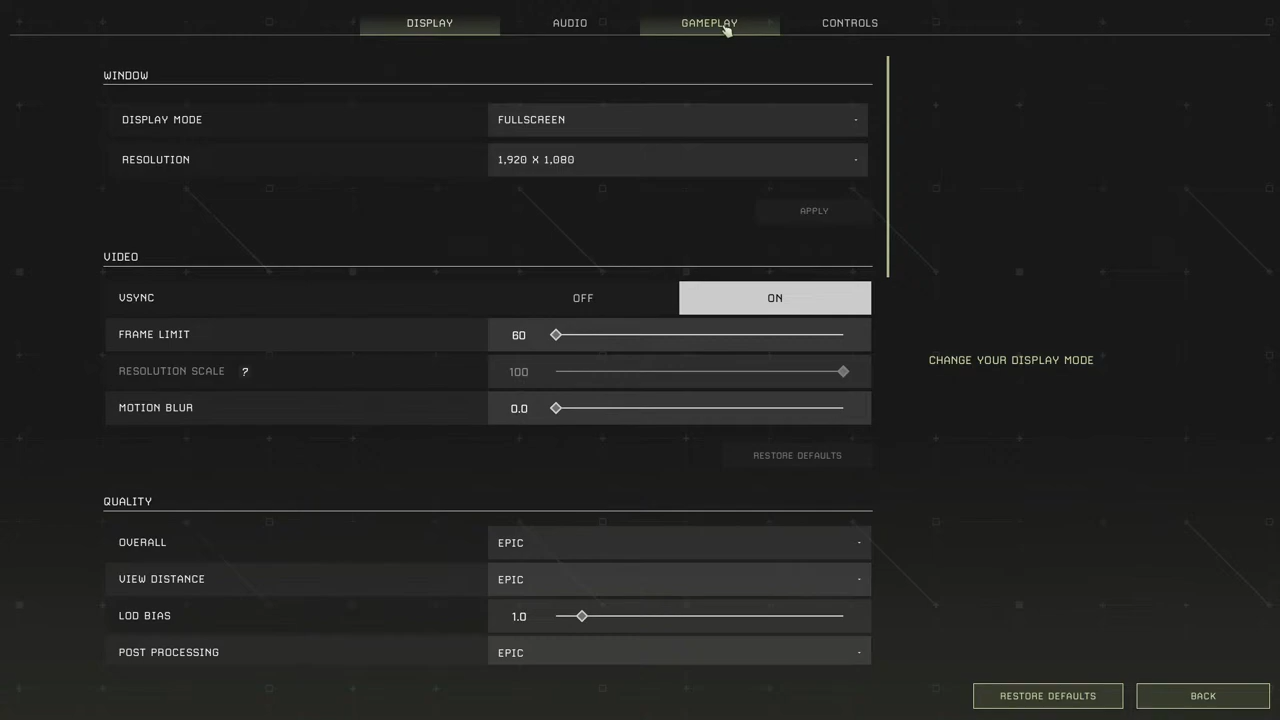 DISPLAY AUDIO GAMEPLAY CONTROLS
WINDOW
DISPLAY MODE FULLSCREEN
RESOLUTION 1,920 X 1,080
APPLY
VIDEO
VSYNC OFF ON
FRAME LIMIT 60
CHANGE YOUR DISPLAY MODE
RESOLUTION SCALE ? 100
MOTION BLUR 0.0
RESTORE DEFAULTS
QUALITY
OVERALL EPIC
VIEW DISTANCE EPIC
LOD BIAS 1.0
POST PROCESSING EPIC
RESTORE DEFAULTS BACK